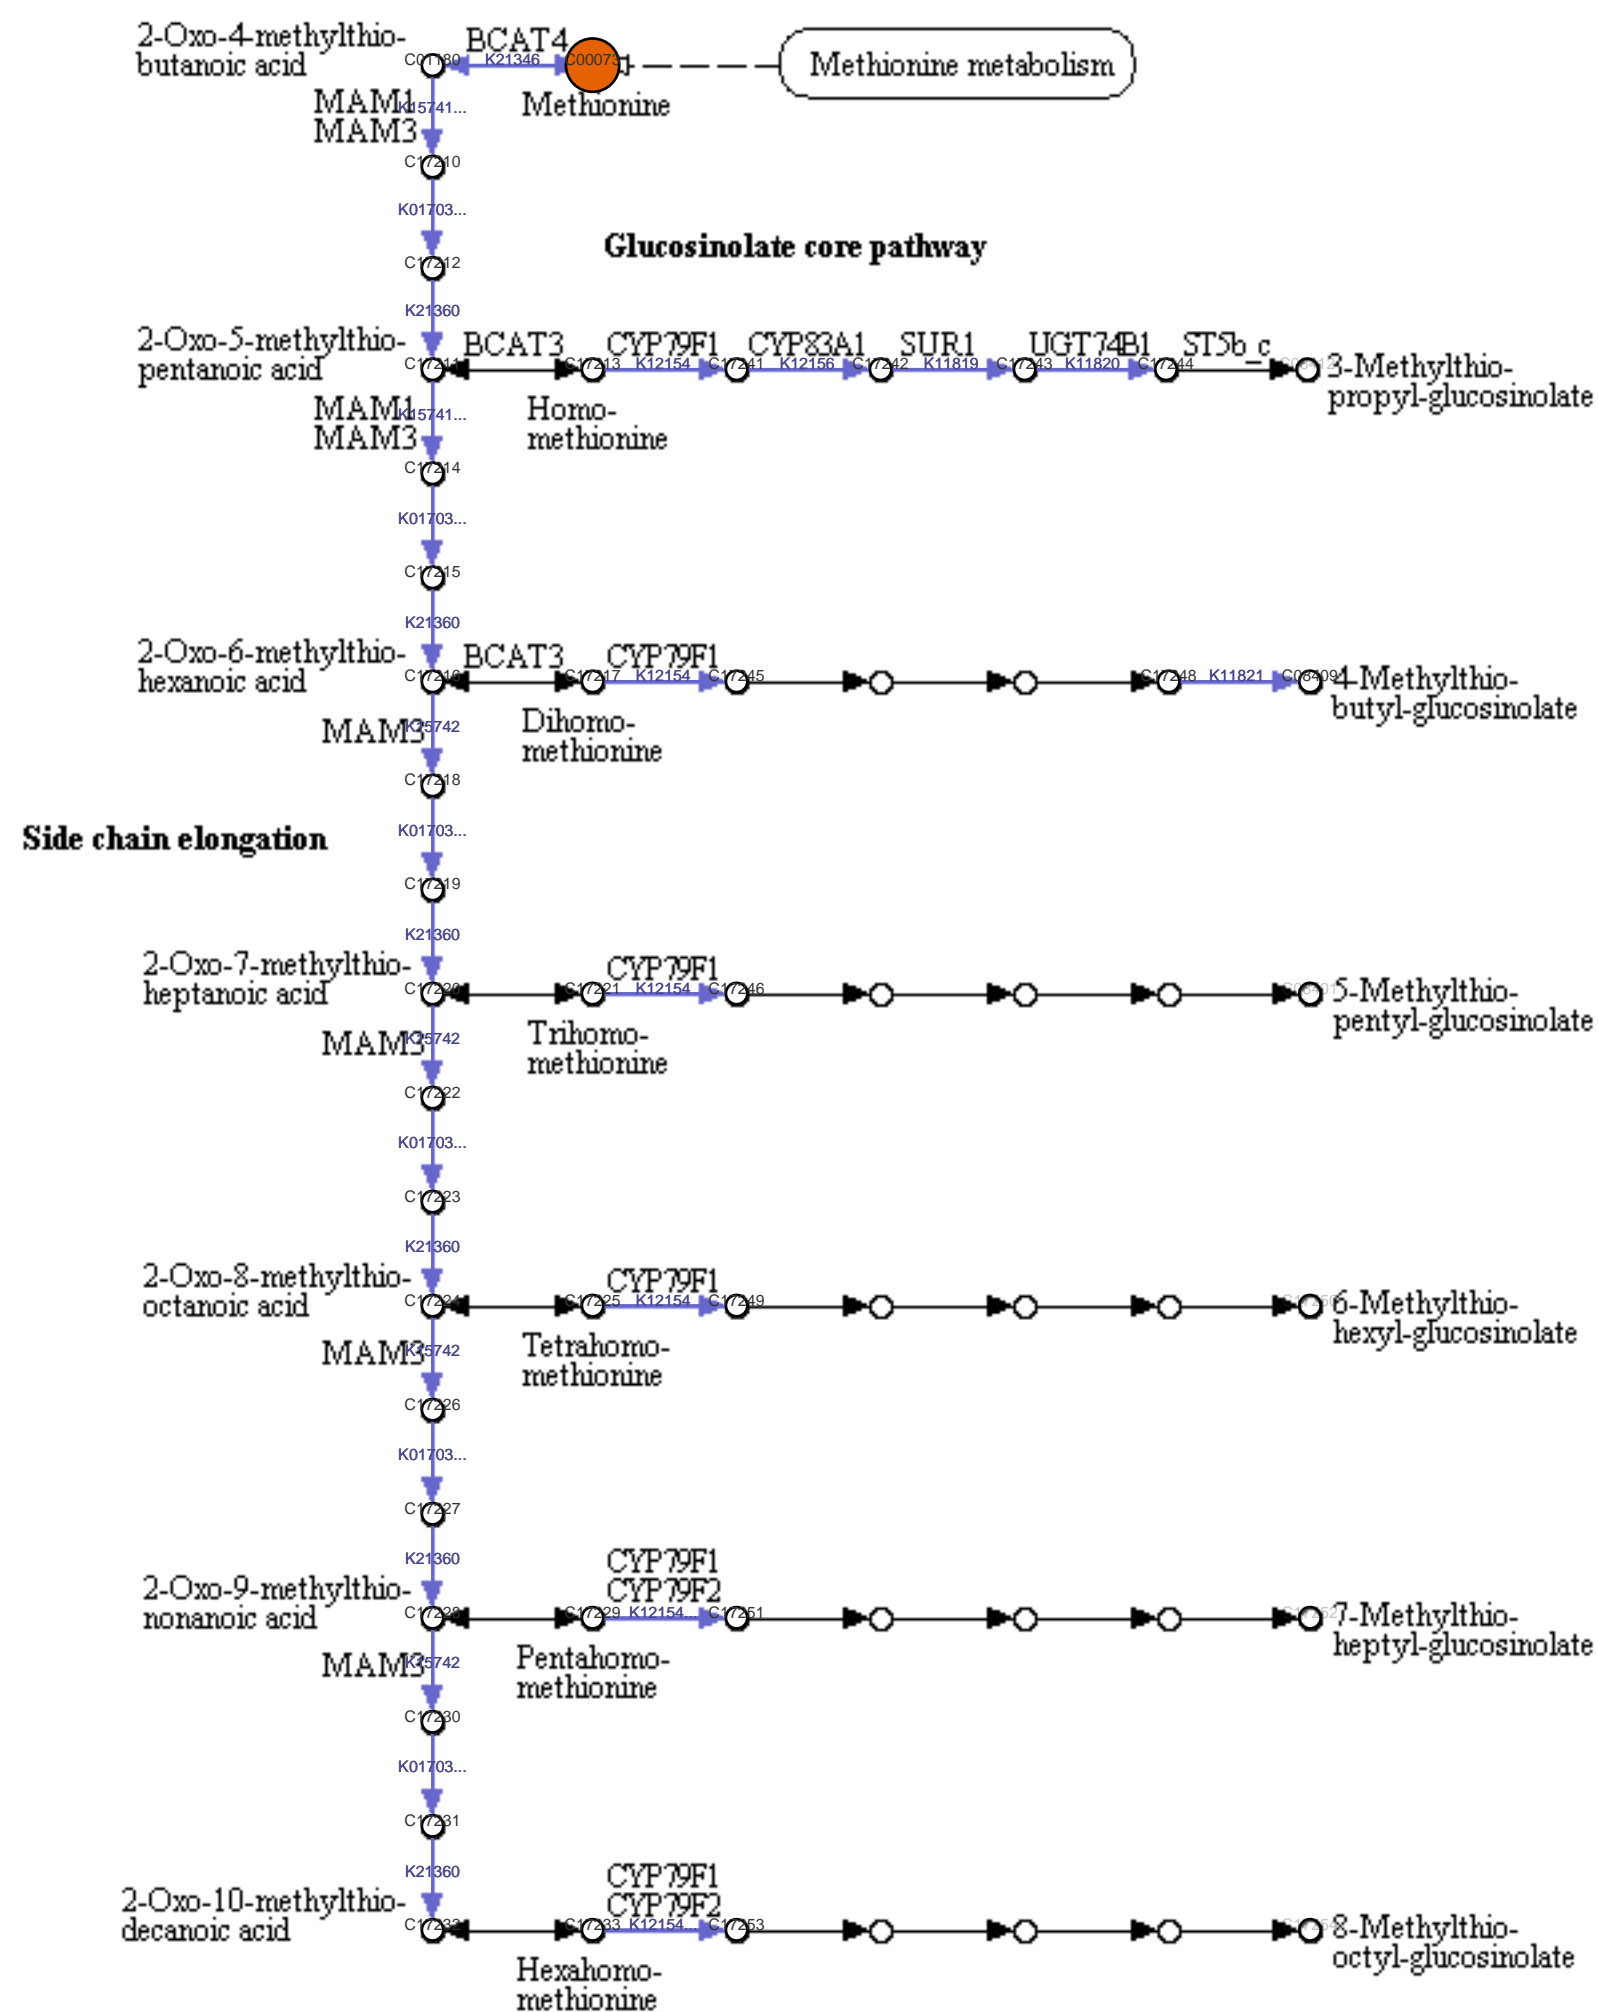 2-Oxo-4-methylthio-
butanoic acid
C01180
BCAT4
K21346
C00073
Methionine
Methionine metabolism
MAM1
MAM3
K15741...
C17210
K01703...
C17212
Glucosinolate core pathway
K21360
2-Oxo-5-methylthio-
pentanoic acid
C17211
BCAT3
C17213
Homo-
methionine
CYP79F1
K12154
C17241
CYP83A1
K12156
C17242
SUR1
K11819
C17243
UGT74B1
K11820
C17244
ST5b_c
3-Methylthio-
propyl-glucosinolate
MAM1
MAM3
K15741...
C17214
K01703...
C17215
K21360
2-Oxo-6-methylthio-
hexanoic acid
C17216
BCAT3
C17217
Dihomo-
methionine
CYP79F1
K12154
C17245
C17248
K11821
C08409
4-Methylthio-
butyl-glucosinolate
MAM3
K15742
C17218
Side chain elongation
K01703...
C17219
K21360
2-Oxo-7-methylthio-
heptanoic acid
C17220
C17221
Trihomo-
methionine
CYP79F1
K12154
C17246
5-Methylthio-
pentyl-glucosinolate
MAM3
K15742
C17222
K01703...
C17223
K21360
2-Oxo-8-methylthio-
octanoic acid
C17224
C17225
Tetrahomo-
methionine
CYP79F1
K12154
C17249
6-Methylthio-
hexyl-glucosinolate
MAM3
K15742
C17226
K01703...
C17227
K21360
2-Oxo-9-methylthio-
nonanoic acid
C17228
C17229
Pentahomo-
methionine
CYP79F1
CYP79F2
K12154...
C17251
7-Methylthio-
heptyl-glucosinolate
MAM3
K15742
C17230
K01703...
C17231
K21360
2-Oxo-10-methylthio-
decanoic acid
C17232
C17233
Hexahomo-
methionine
CYP79F1
CYP79F2
K12154...
C17253
8-Methylthio-
octyl-glucosinolate